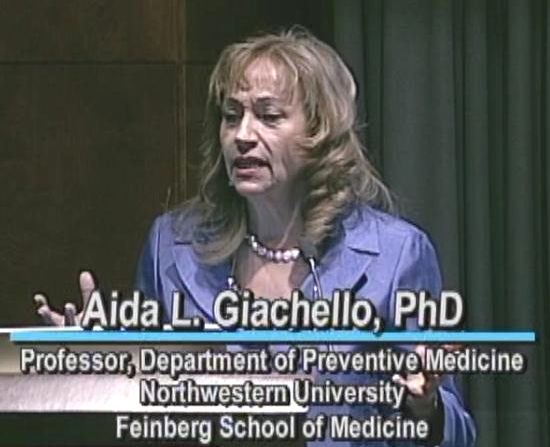 Aida L. Giachello, PhD
Professor, Department of Preventive Medicine
Northwestern University
Feinberg School of Medicine